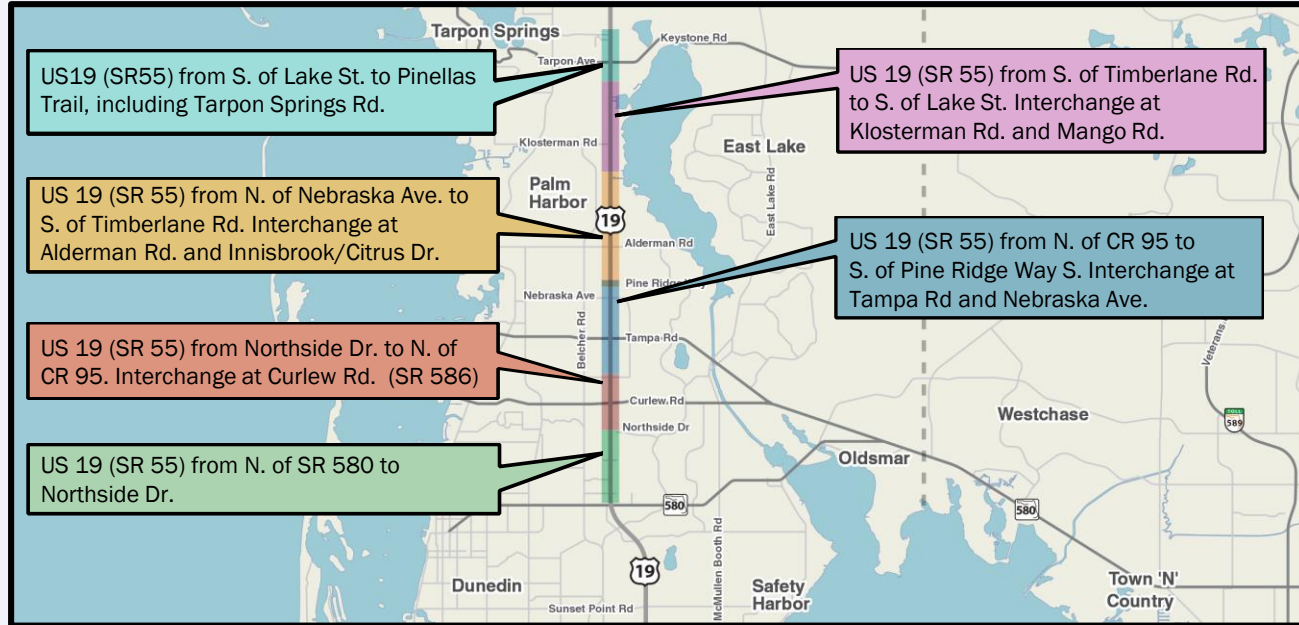 Tarpon Springs
Keystone Rd
Tarpon Ave
US19 (SR55) from S. of Lake St. to Pinellas
Trail, including Tarpon Springs Rd.
US 19 (SR 55) from S. of Timberlane Rd.
to S. of Lake St. Interchange at
Klosterman Rd. and Mango Rd.
Klosterman Rd
East Lake
East Lake Rd
Palm
Harbor
US 19 (SR 55) from N. of Nebraska Ave. to
S. of Timberlane Rd. Interchange at
Alderman Rd. and Innisbrook/Citrus Dr.
19
Alderman Rd
US 19 (SR 55) from N. of CR 95 to
S. of Pine Ridge Way S. Interchange at
Tampa Rd and Nebraska Ave.
Pine Ridge
Nebraska Ave
Belcher Rd
Tampa Rd
Veterans
US 19 (SR 55) from Northside Dr. to N. of
CR 95. Interchange at Curlew Rd. (SR 586)
Curlew Rd
Northside Dr
Westchase
TOLL
589
Oldsmar
US 19 (SR 55) from N. of SR 580 to
Northside Dr.
580
580
McMullen Booth Rd
19
Dunedin
Sunset Point Rd
Safety
Harbor
Town 'N'
Country